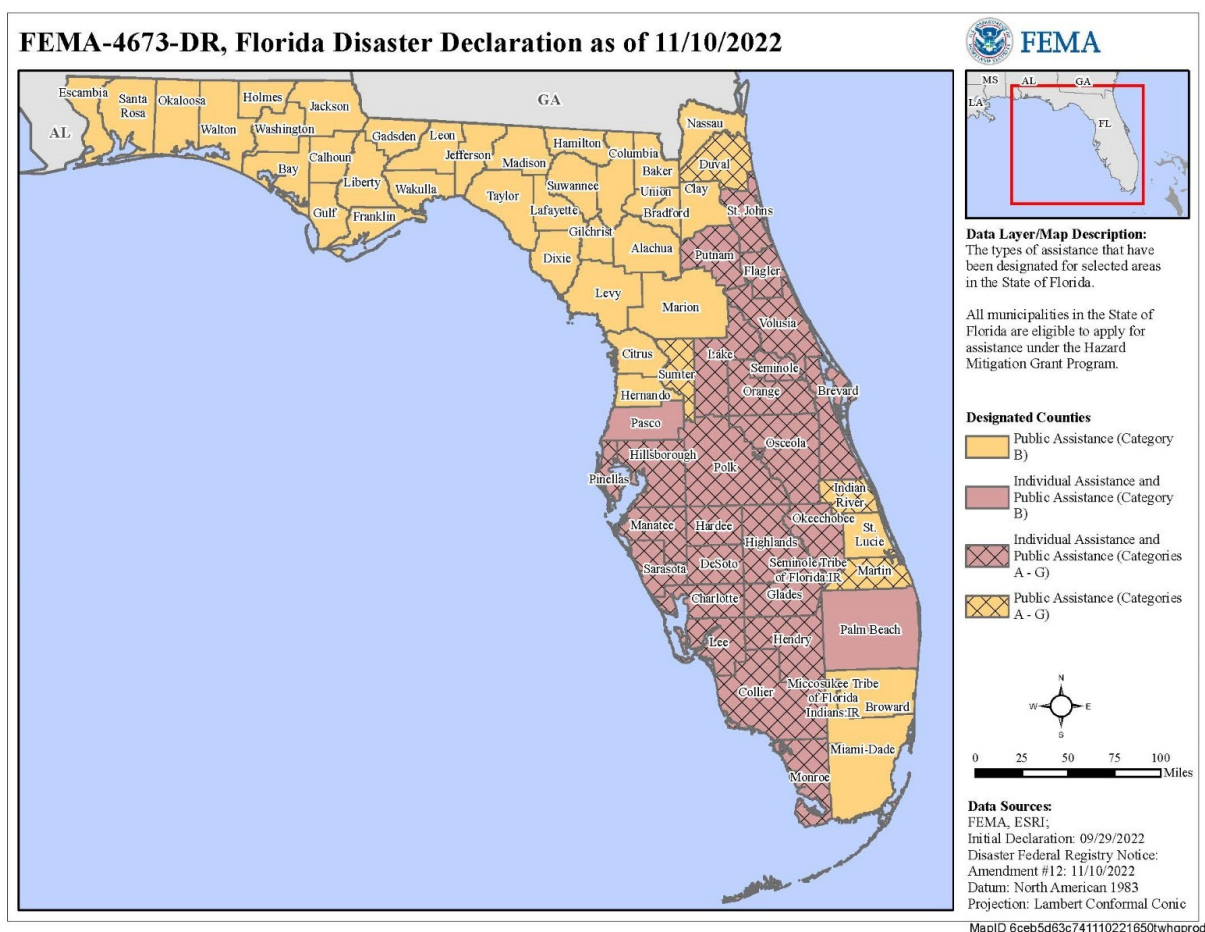 FEMA-4673-DR, Florida Disaster Declaration as of 11/10/2022
FEMA
Escambia
Santa
Rosa
Okaloosa
Walton
Holmes
Washington
Jackson
Bay
Calhoun
Gulf
Liberty
Franklin
Gadsden
Leon
Wakulla
Jefferson
Madison
Taylor
Hamilton
Suwannee
Lafayette
Columbia
Gilchrist
Dixie
Baker
Union
Bradford
Alachua
Nassau
Duval
Clay
St. Johns
Putnam
Flagler
Levy
Marion
Volusia
Citrus
Sumter
Lake
Seminole
Hernando
Orange
Brevard
Pasco
Osceola
Hillsborough
Polk
Pinellas
Indian
River
Manatee
Hardee
Okeechobee
St.
Lucie
Highlands
Sarasota
DeSoto
Seminole Tribe
of Florida:IR
Martin
Charlotte
Glades
Lee
Hendry
Palm Beach
Collier
Miccosukee Tribe
of Florida
Indians:IR
Broward
Miami-Dade
Monroe
AL
GA
MS
AL
GA
LA
FL
Data Layer/Map Description:
The types of assistance that have
been designated for selected areas
in the State of Florida.
All municipalities in the State of
Florida are eligible to apply for
assistance under the Hazard
Mitigation Grant Program.
Designated Counties
Public Assistance (Category
B)
Individual Assistance and
Public Assistance (Category
B)
Individual Assistance and
Public Assistance (Categories
A - G)
Public Assistance (Categories
A - G)
N
W
E
S
0 25 50 75 100
Miles
Data Sources:
FEMA, ESRI;
Initial Declaration: 09/29/2022
Disaster Federal Registry Notice:
Amendment #12: 11/10/2022
Datum: North American 1983
Projection: Lambert Conformal Conic
MapID 6ceb5d63c741110221650twhqprod